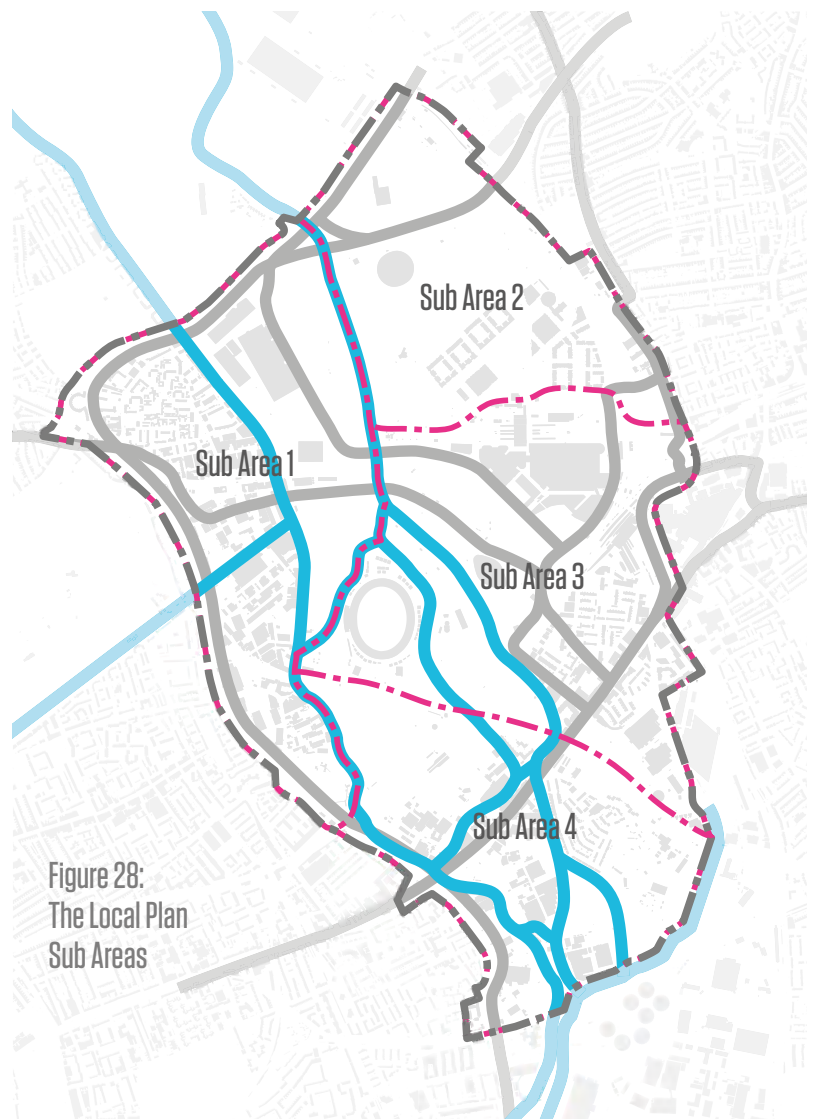 Sub Area 2
Sub Area 1
Sub Area 3
Sub Area 4
Figure 28:
The Local Plan
Sub Areas